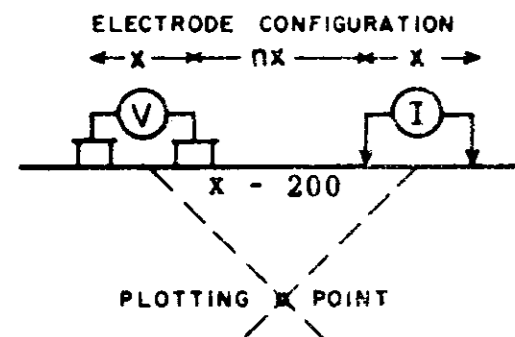 ELECTRODE CONFIGURATION
x nx x
V I
x - 200
PLOTTING x POINT